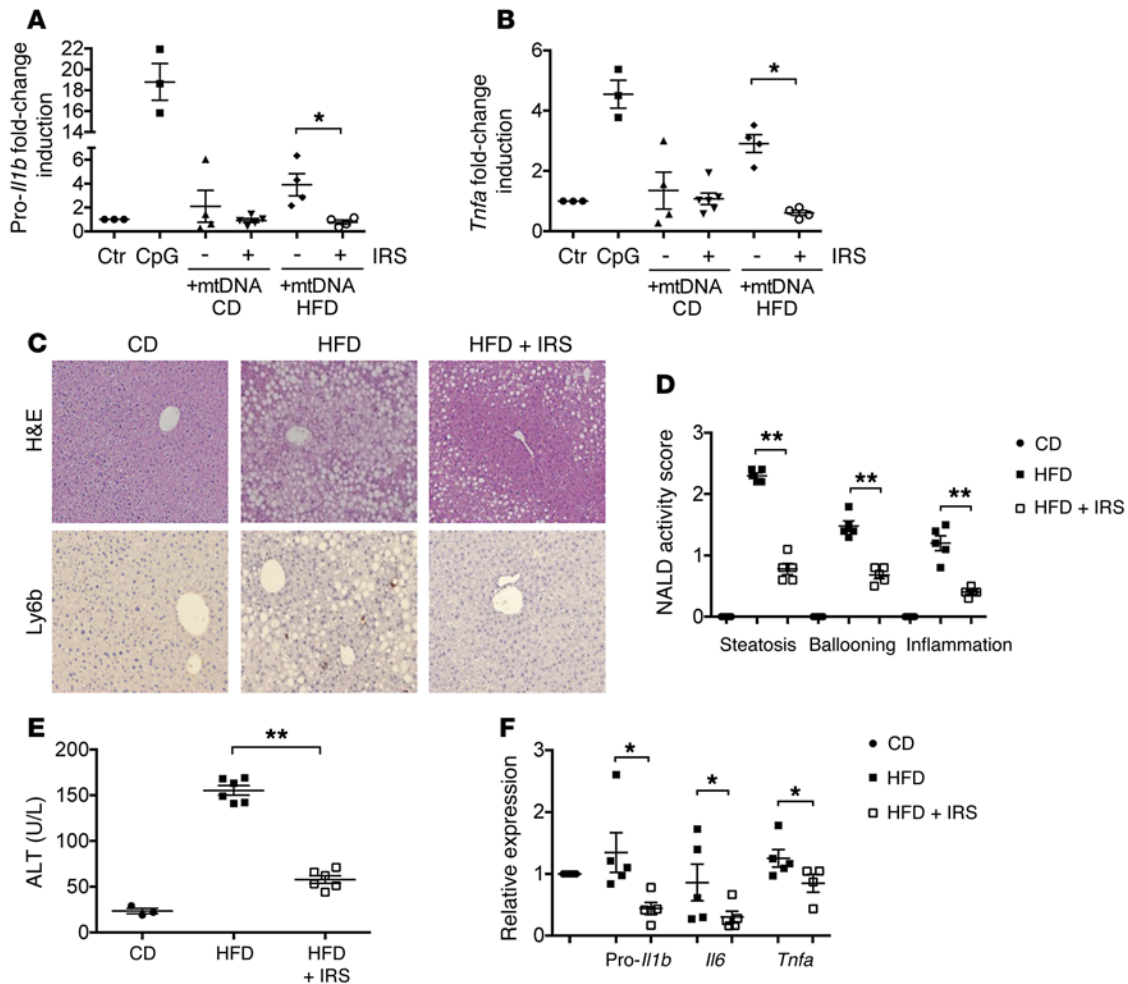 A
Pro-Il1b fold-change
induction
22
20
18
16
14
12
6
4
2
0
Ctr CpG - + - + IRS
+mtDNA +mtDNA
CD HFD
B
Tnfa fold-change
induction
6
4
2
0
Ctr CpG - + - + IRS
+mtDNA +mtDNA
CD HFD
*
*
C
CD HFD HFD + IRS
H&E
Ly6b
D
NALD activity score
3
2
1
0
** ** **
Steatosis Ballooning Inflammation
CD
HFD
HFD + IRS
E
ALT (U/L)
200
150
100
50
0
**
CD HFD HFD
+ IRS
F
Relative expression
3
2
1
0
* * *
Pro-Il1b Il6 Tnfa
CD
HFD
HFD + IRS